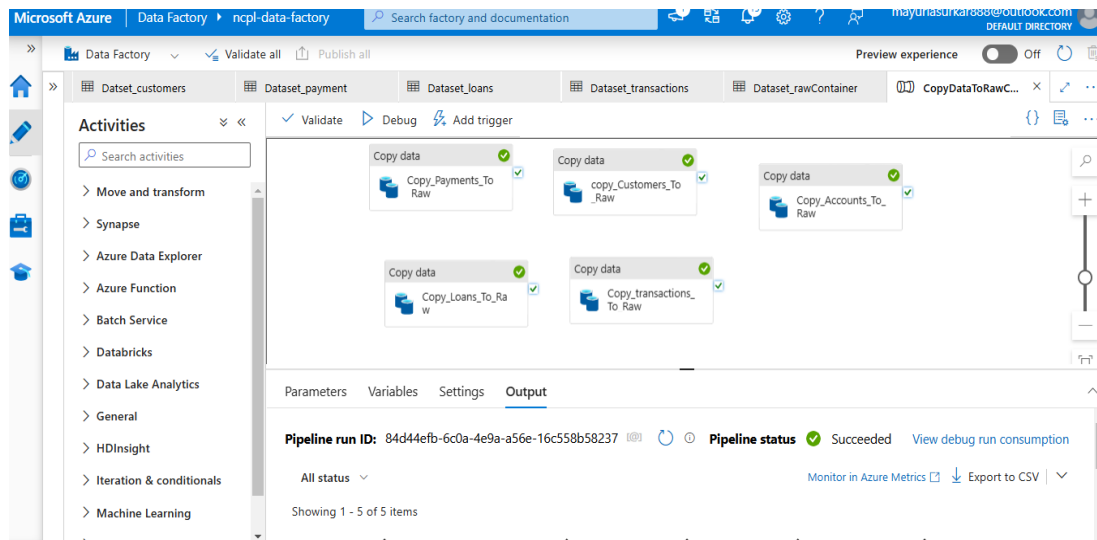 Microsoft Azure | Data Factory ▸ ncpl-data-factory
Search factory and documentation
mayuriasurkar888@outlook.com
DEFAULT DIRECTORY
Data Factory
Validate all
Publish all
Preview experience
Off
Datset_customers
Dataset_payment
Dataset_loans
Dataset_transactions
Dataset_rawContainer
CopyDataToRawC...
Activities
Validate
Debug
Add trigger
Search activities
Move and transform
Synapse
Azure Data Explorer
Azure Function
Batch Service
Databricks
Data Lake Analytics
General
HDInsight
Iteration & conditionals
Machine Learning
Copy data
Copy_Payments_To
Raw
Copy data
copy_Customers_To
_Raw
Copy data
Copy_Accounts_To_
Raw
Copy data
Copy_Loans_To_Ra
w
Copy data
Copy_transactions_
To Raw
Parameters
Variables
Settings
Output
Pipeline run ID: 84d44efb-6c0a-4e9a-a56e-16c558b58237
Pipeline status
Succeeded
View debug run consumption
All status
Monitor in Azure Metrics
Export to CSV
Showing 1 - 5 of 5 items